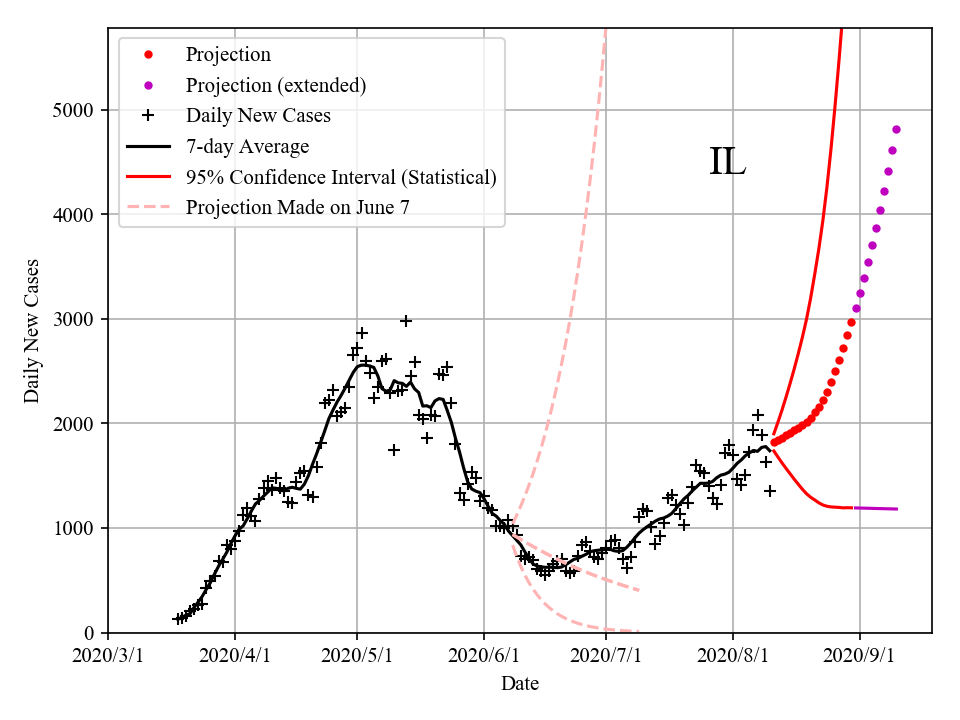 Projection
Projection (extended)
Daily New Cases
7-day Average
95% Confidence Interval (Statistical)
Projection Made on June 7
IL
5000
4000
3000
2000
1000
0
Daily New Cases
2020/3/1 2020/4/1 2020/5/1 2020/6/1 2020/7/1 2020/8/1 2020/9/1
Date